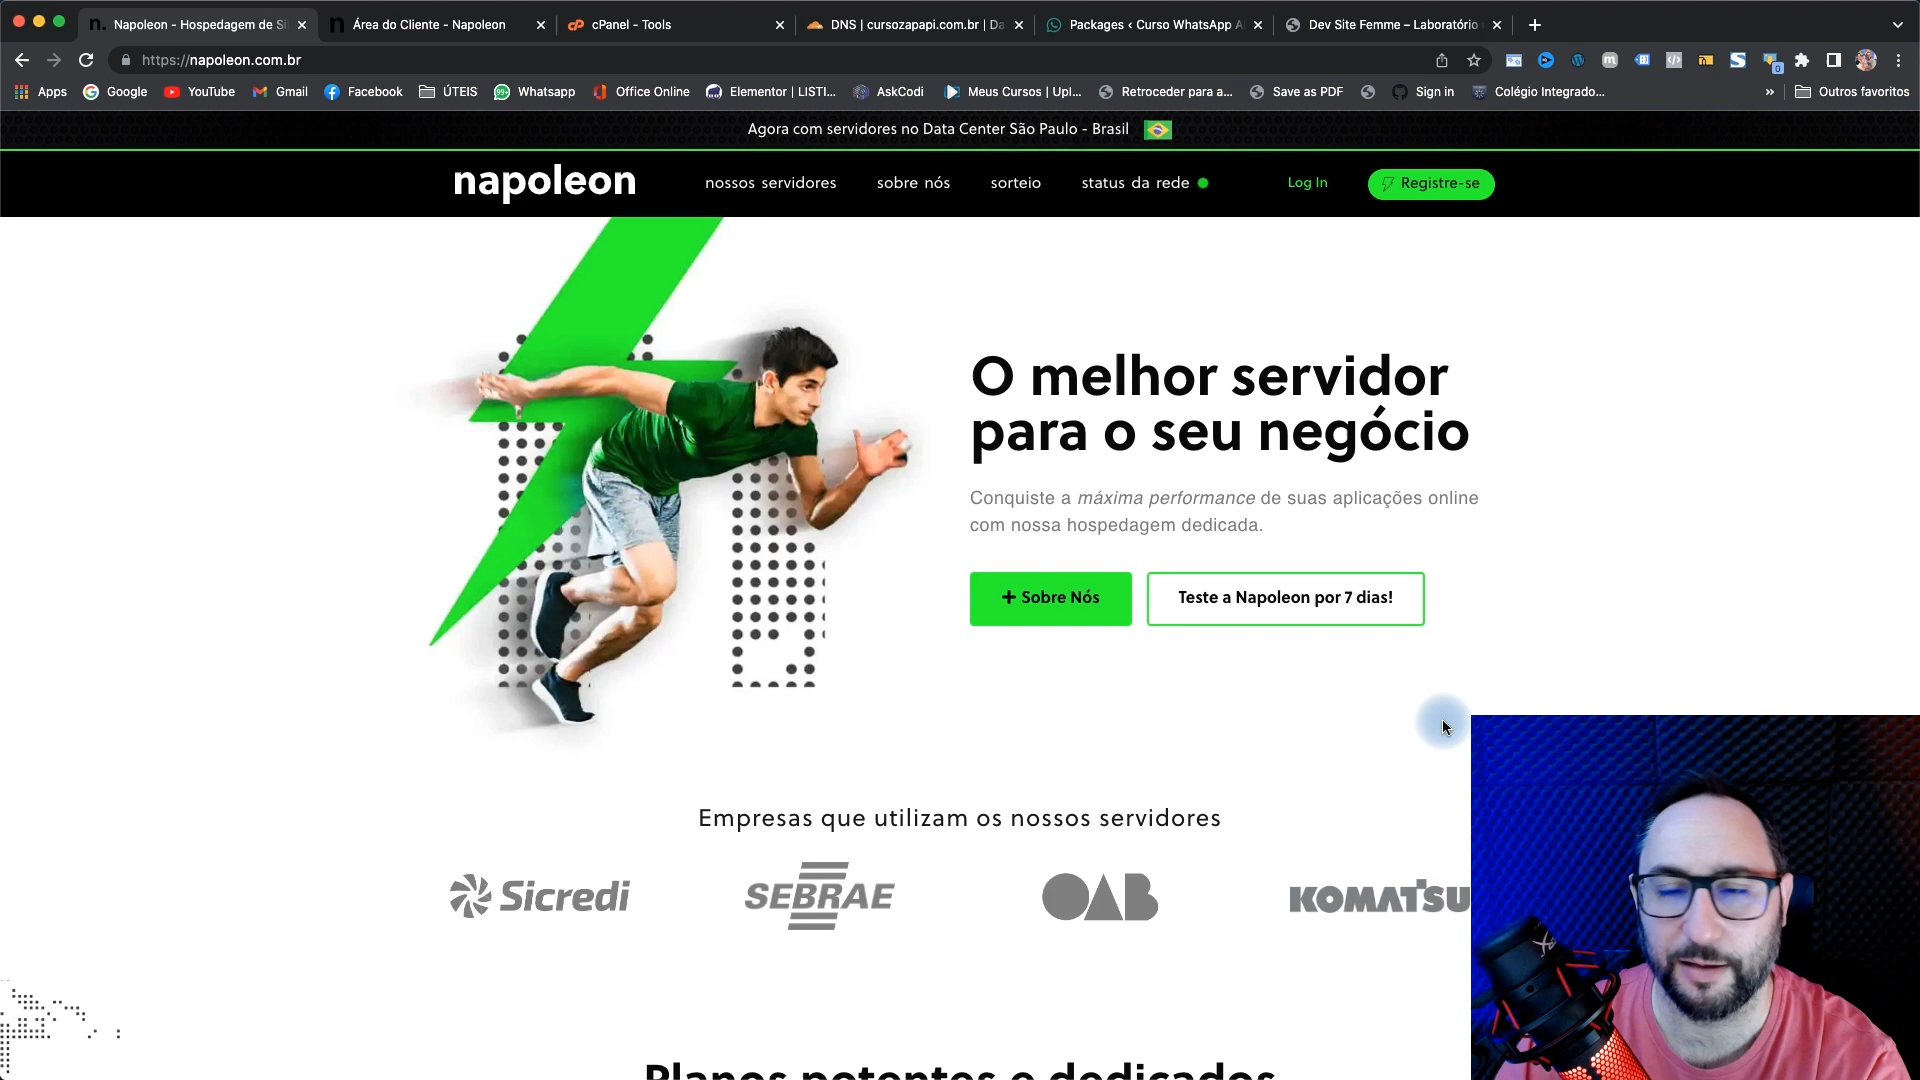 Napoleon - Hospedagem de Si
Área do Cliente - Napoleon
cPanel - Tools
DNS | cursozapapi.com.br | Da
Packages ‹ Curso WhatsApp A
Dev Site Femme – Laboratório
https://napoleon.com.br
Apps
Google
YouTube
Gmail
Facebook
ÚTEIS
Whatsapp
Office Online
Elementor | LISTI...
AskCodi
Meus Cursos | Upl...
Retroceder para a...
Save as PDF
Sign in
Colégio Integrado...
»
Outros favoritos
Agora com servidores no Data Center São Paulo - Brasil
napoleon
nossos servidores
sobre nós
sorteio
status da rede
Log In
Registre-se
O melhor servidor
para o seu negócio
Conquiste a máxima performance de suas aplicações online
com nossa hospedagem dedicada.
+ Sobre Nós
Teste a Napoleon por 7 dias!
Empresas que utilizam os nossos servidores
Sicredi
SEBRAE
OAB
KOMATSU
Planos potentes e dedicados